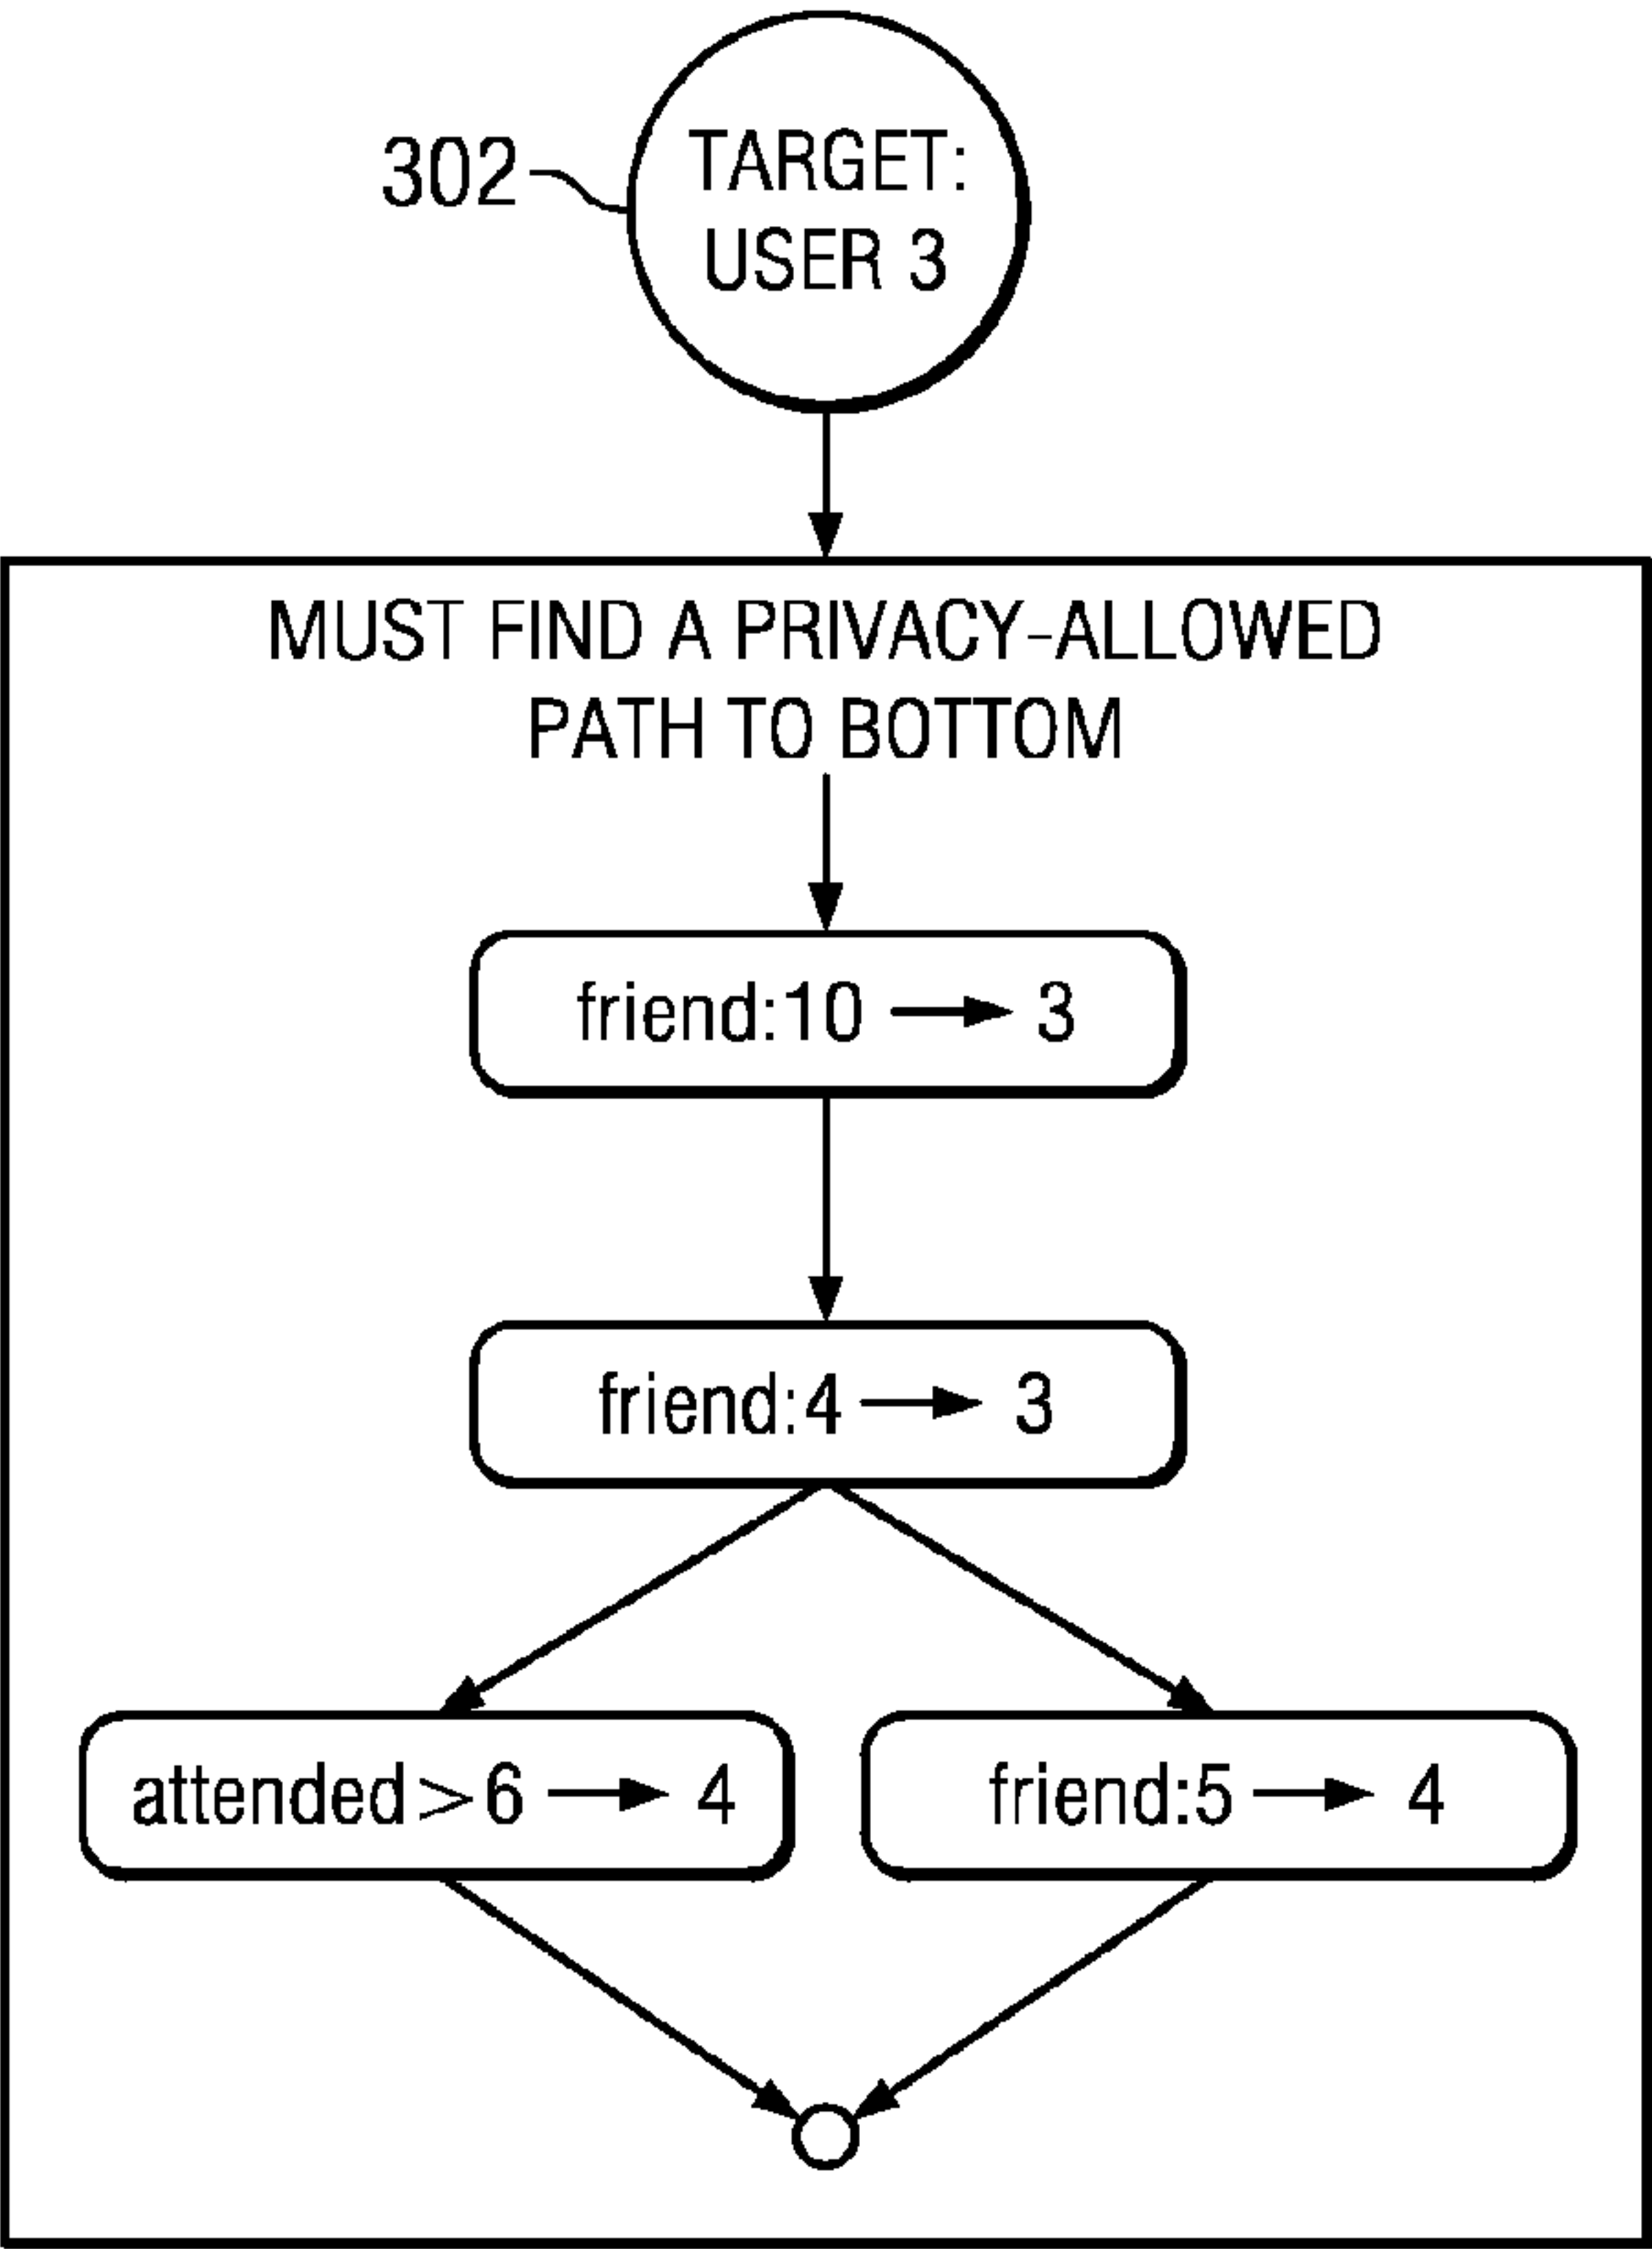 302
TARGET:
USER 3
MUST FIND A PRIVACY-ALLOWED
PATH TO BOTTOM
friend:10 → 3
friend:4 → 3
attended>6 → 4
friend:5 → 4